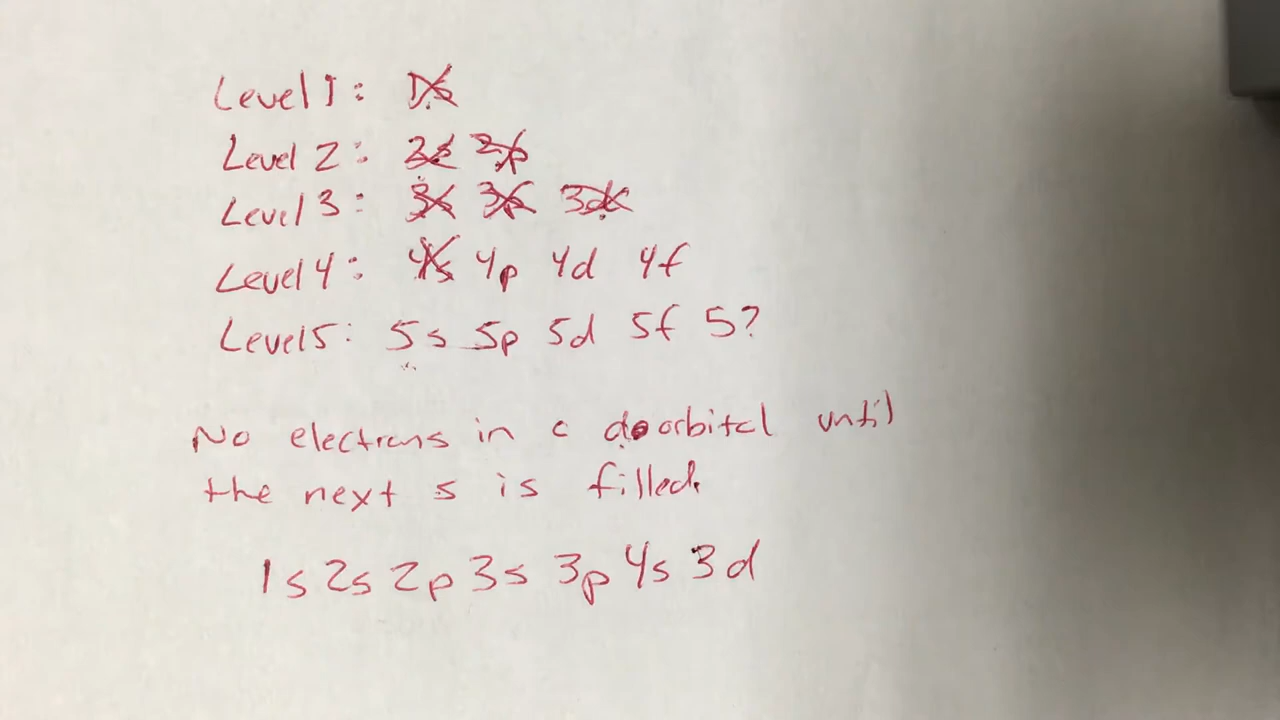 Level 1: 1s
Level 2: 2s 2p
Level 3: 3s 3p 3d
Level 4: 4s 4p 4d 4f
Level 5: 5s 5p 5d 5f 5?
No electrons in a d orbital until
the next s is filled.
1s 2s 2p 3s 3p 4s 3d